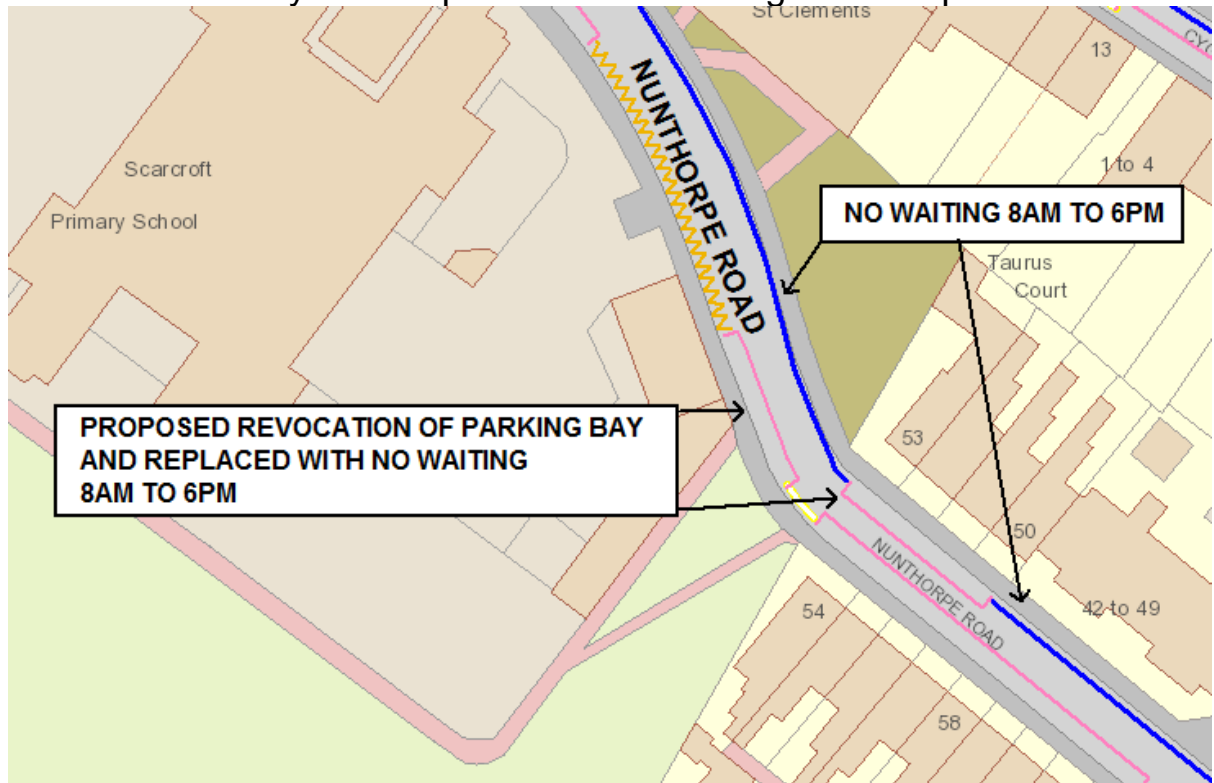 St Clements
13
NUNTHORPE ROAD
Scarcroft
Primary School
1 to 4
NO WAITING 8AM TO 6PM
Taurus
Court
PROPOSED REVOCATION OF PARKING BAY
AND REPLACED WITH NO WAITING
8AM TO 6PM
53
50
NUNTHORPE ROAD
54
42 to 49
58